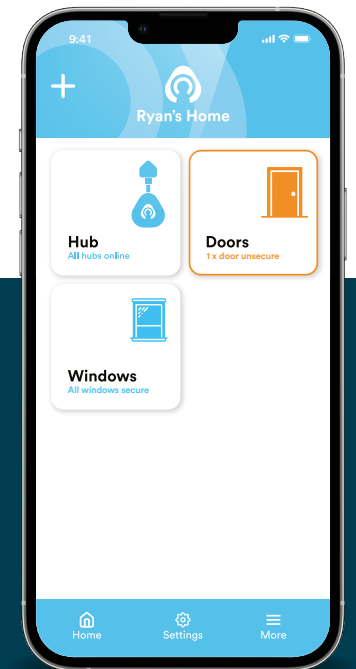 9:41
Ryan's Home
Hub
All hubs online
Doors
1 x door unsecure
Windows
All windows secure
Home
Settings
More